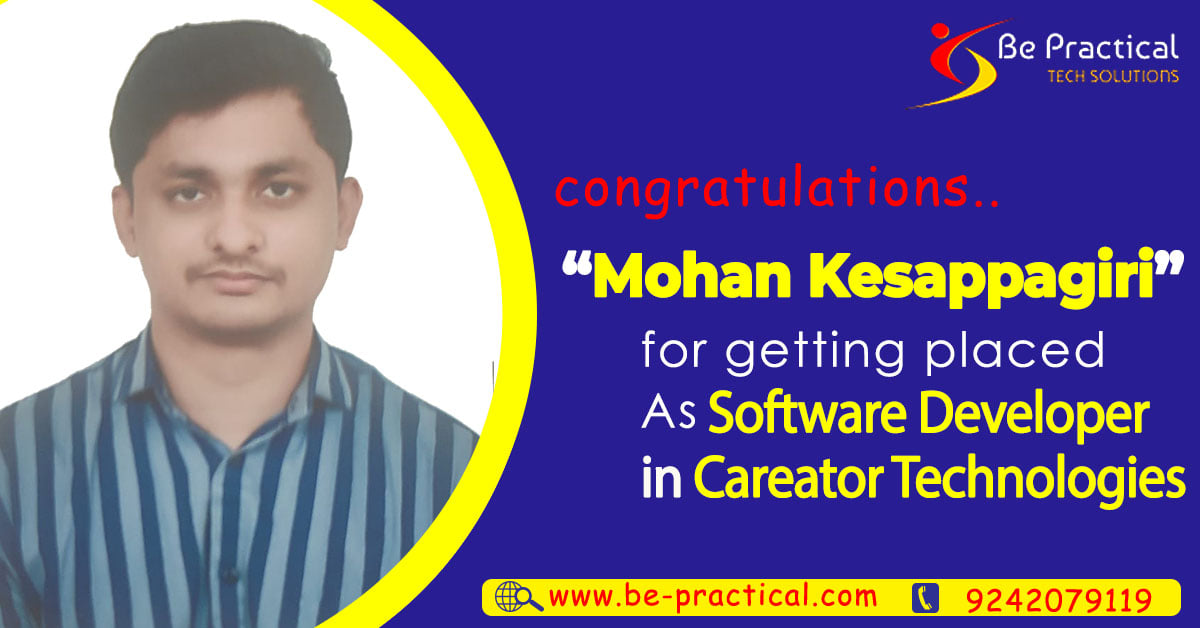 Be Practical
TECH SOLUTIONS
congratulations..
“Mohan Kesappagiri”
for getting placed
As Software Developer
in Careator Technologies
www.be-practical.com 9242079119